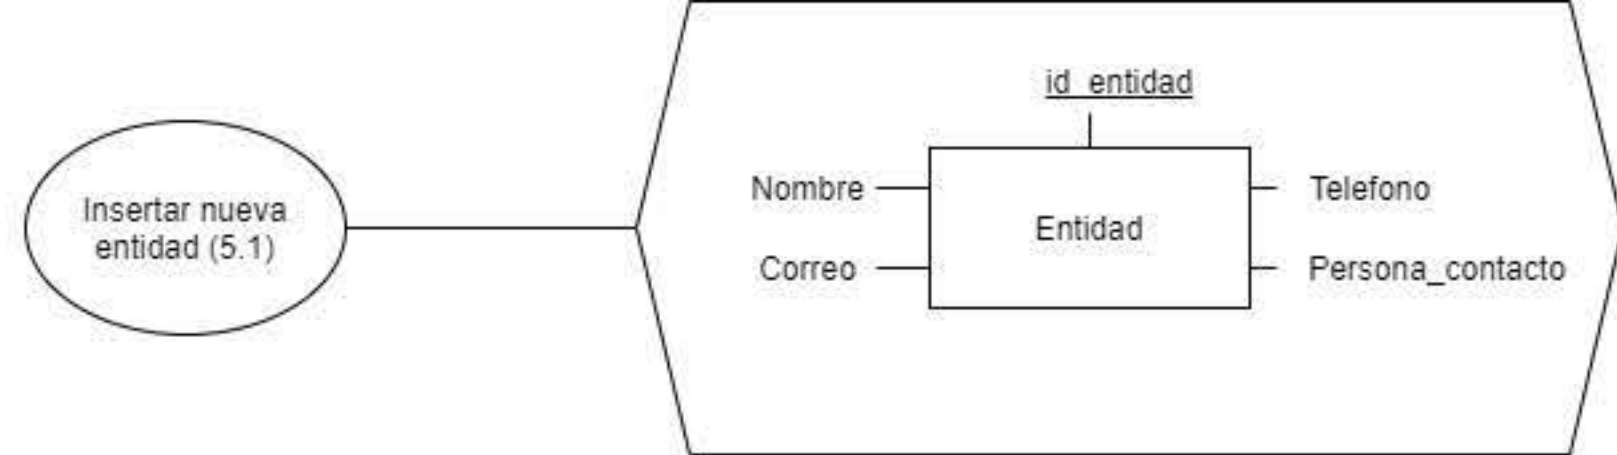 Insertar nueva
entidad (5.1)
id_entidad
Nombre
Telefono
Entidad
Correo
Persona_contacto